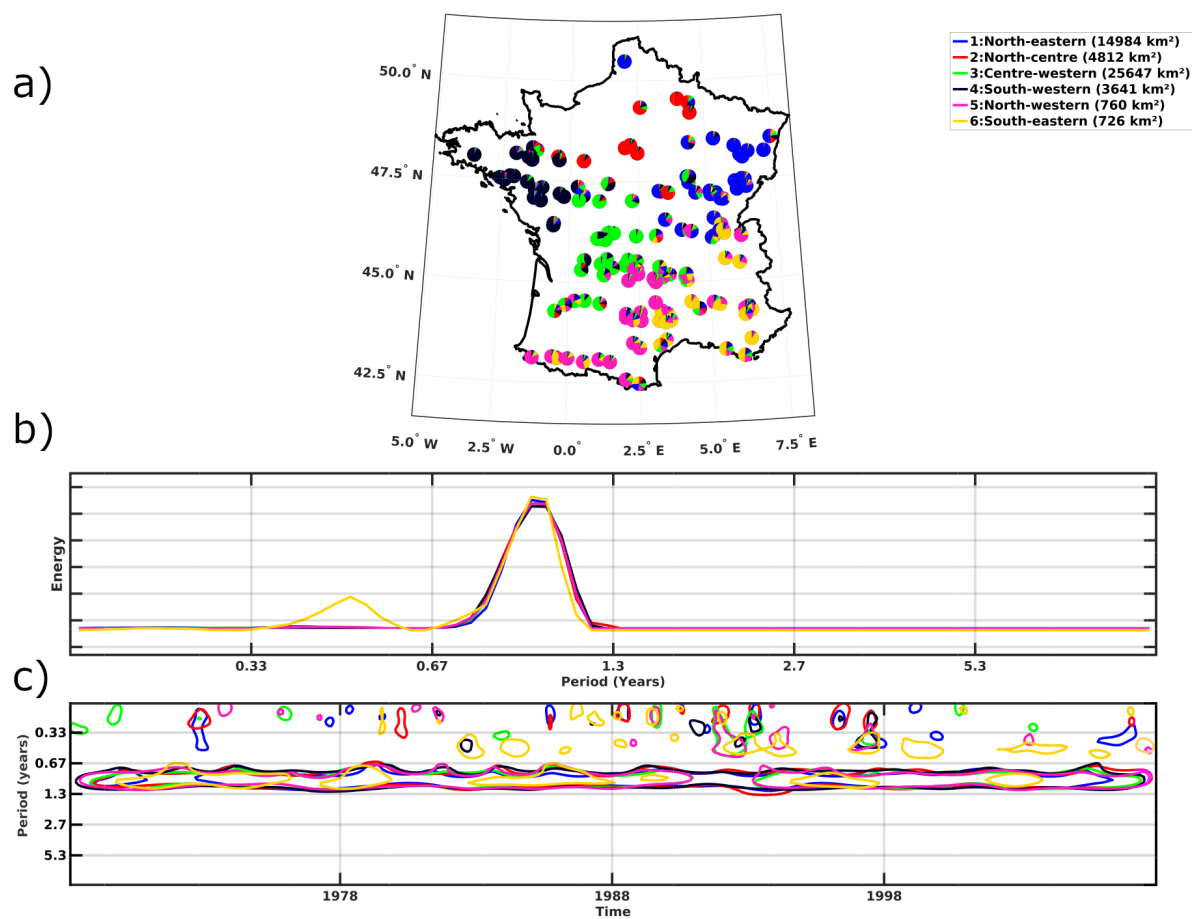 a)
1:North-eastern (14984 km²)
2:North-centre (4812 km²)
3:Centre-western (25647 km²)
4:South-western (3641 km²)
5:North-western (760 km²)
6:South-eastern (726 km²)
50.0° N
47.5° N
45.0° N
42.5° N
5.0° W 2.5° W 0.0° 2.5° E 5.0° E 7.5° E
b)
Energy
0.33 0.67 1.3 2.7 5.3
Period (Years)
c)
Period (years)
0.33
0.67
1.3
2.7
5.3
1978 1988 1998
Time